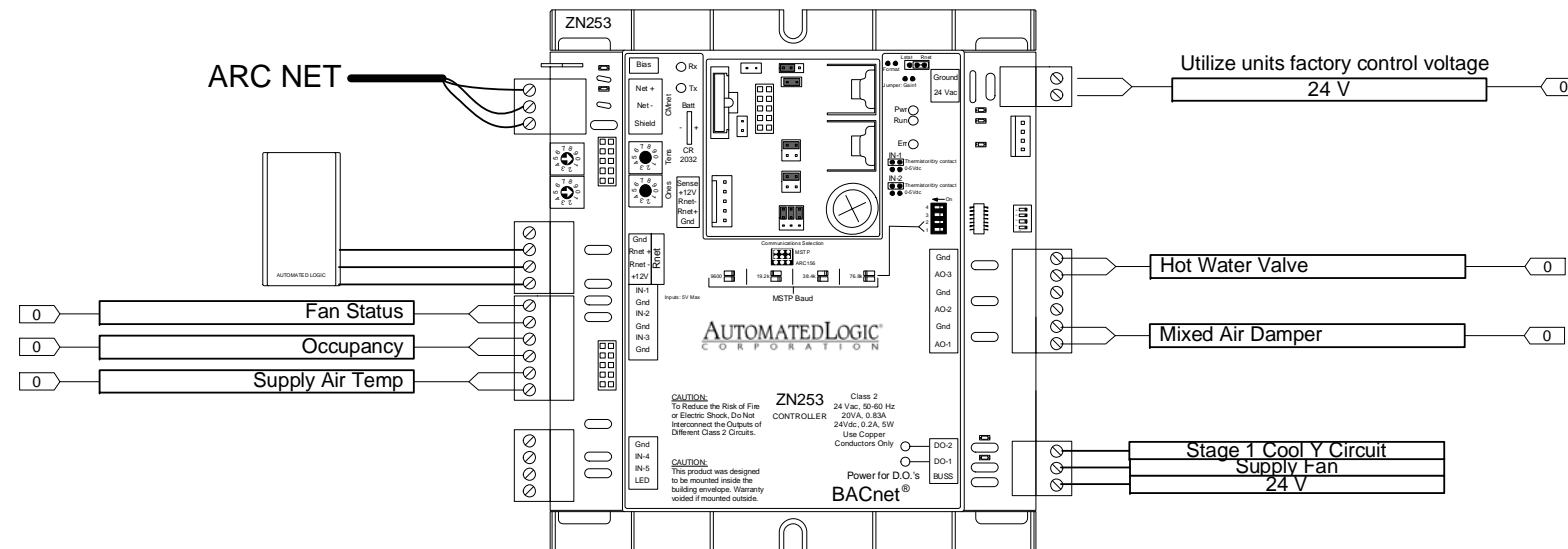 ZN253
ARC NET
Bias
Rx
Tx
Net +
Net -
Shield
CMnet
Batt
- +
CR
2032
Tens
Ones
Sense
+12V
Rnet-
Rnet+
Gnd
Lstat Rnet
Format
Jumper: Gaint
Ground
24 Vac
Pwr
Run
Err
IN-1
Thermistor/dry contact
0-5Vdc
IN-2
Thermistor/dry contact
0-5Vdc
On
4
3
2
1
Utilize units factory control voltage
24 V
0
AUTOMATED LOGIC
Gnd
Rnet +
Rnet -
+12V
Rnet
IN-1
Gnd
IN-2
Gnd
IN-3
Gnd
Inputs: 5V Max
Communications Selection
MSTP
ARC156
9600
19.2k
38.4k
76.8k
MSTP Baud
AUTOMATEDLOGIC®
CORPORATION
Gnd
AO-3
Gnd
AO-2
Gnd
AO-1
Hot Water Valve
0
Mixed Air Damper
0
0
Fan Status
0
Occupancy
0
Supply Air Temp
CAUTION:
To Reduce the Risk of Fire
or Electric Shock, Do Not
Interconnect the Outputs of
Different Class 2 Circuits.
CAUTION:
This product was designed
to be mounted inside the
building envelope. Warranty
voided if mounted outside.
ZN253
CONTROLLER
Class 2
24 Vac, 50-60 Hz
20VA, 0.83A
24Vdc, 0.2A, 5W
Use Copper
Conductors Only
Gnd
IN-4
IN-5
LED
DO-2
DO-1
BUSS
Power for D.O.'s
BACnet®
Stage 1 Cool Y Circuit
Supply Fan
24 V